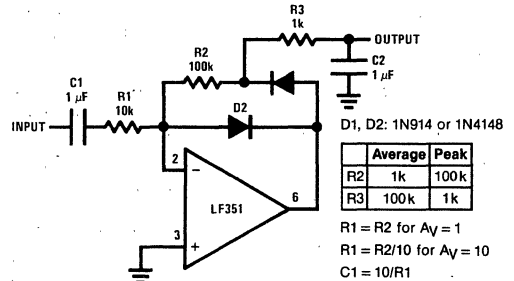 R3
1k
OUTPUT
R2
100k
C2
1 μF
C1
1 μF
R1
10k
D2
INPUT
D1, D2: 1N914 or 1N4148
2
6
LF351
3
Average Peak
R2 1k 100k
R3 100k 1k
R1 = R2 for AV = 1
R1 = R2/10 for AV = 10
C1 = 10/R1